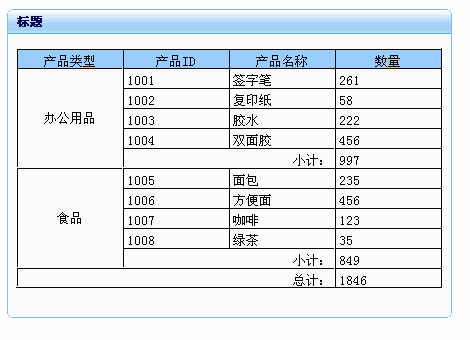 标题
产品类型 产品ID 产品名称 数量
办公用品 1001 签字笔 261
1002 复印纸 58
1003 胶水 222
1004 双面胶 456
小计： 997
食品 1005 面包 235
1006 方便面 456
1007 咖啡 123
1008 绿茶 35
小计： 849
总计： 1846